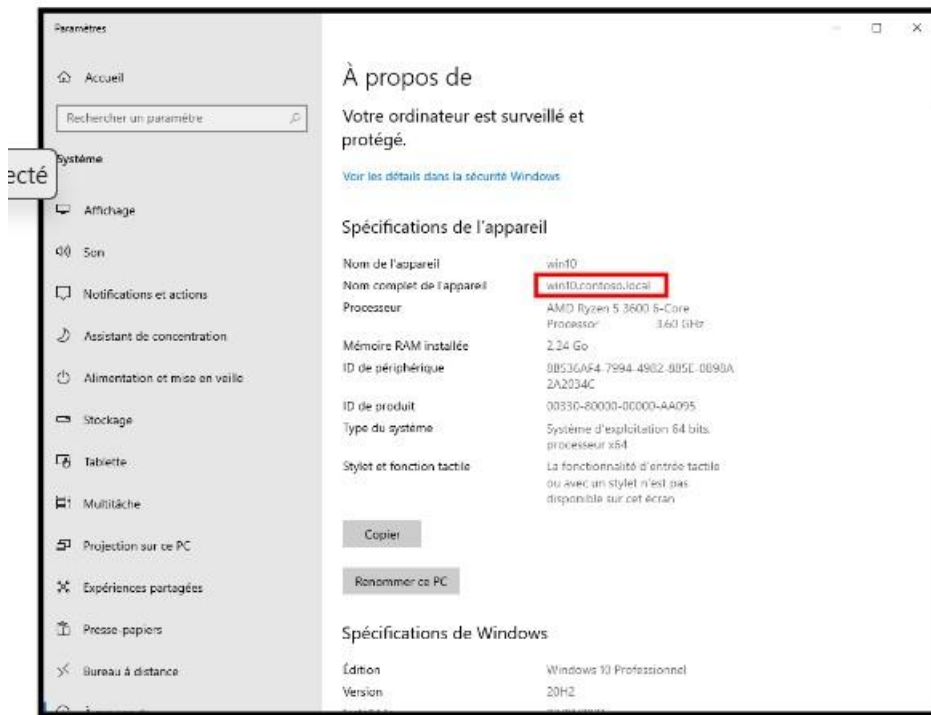 Paramètres
Accueil
Rechercher un paramètre
ecté
Système
Affichage
Son
Notifications et actions
Assistant de concentration
Alimentation et mise en veille
Stockage
Tablette
Multitâche
Projection sur ce PC
Expériences partagées
Presse-papiers
Bureau à distance
À propos de
Votre ordinateur est surveillé et
protégé.
Voir les détails dans la sécurité Windows
Spécifications de l'appareil
Nom de l'appareil win10
Nom complet de l'appareil win10.contoso.local
Processeur AMD Ryzen 5 3600 6-Core
Processor 3.60 GHz
Mémoire RAM installée 2,24 Go
ID de périphérique
2A2034C
ID de produit 00330-80000-00000-AA095
Type du système Système d'exploitation 64 bits,
processeur x64
Stylet et fonction tactile La fonctionnalité d'entrée tactile
ou avec un stylet n'est pas
disponible sur cet écran
Copier
Renommer ce PC
Spécifications de Windows
Édition Windows 10 Professionnel
Version 20H2